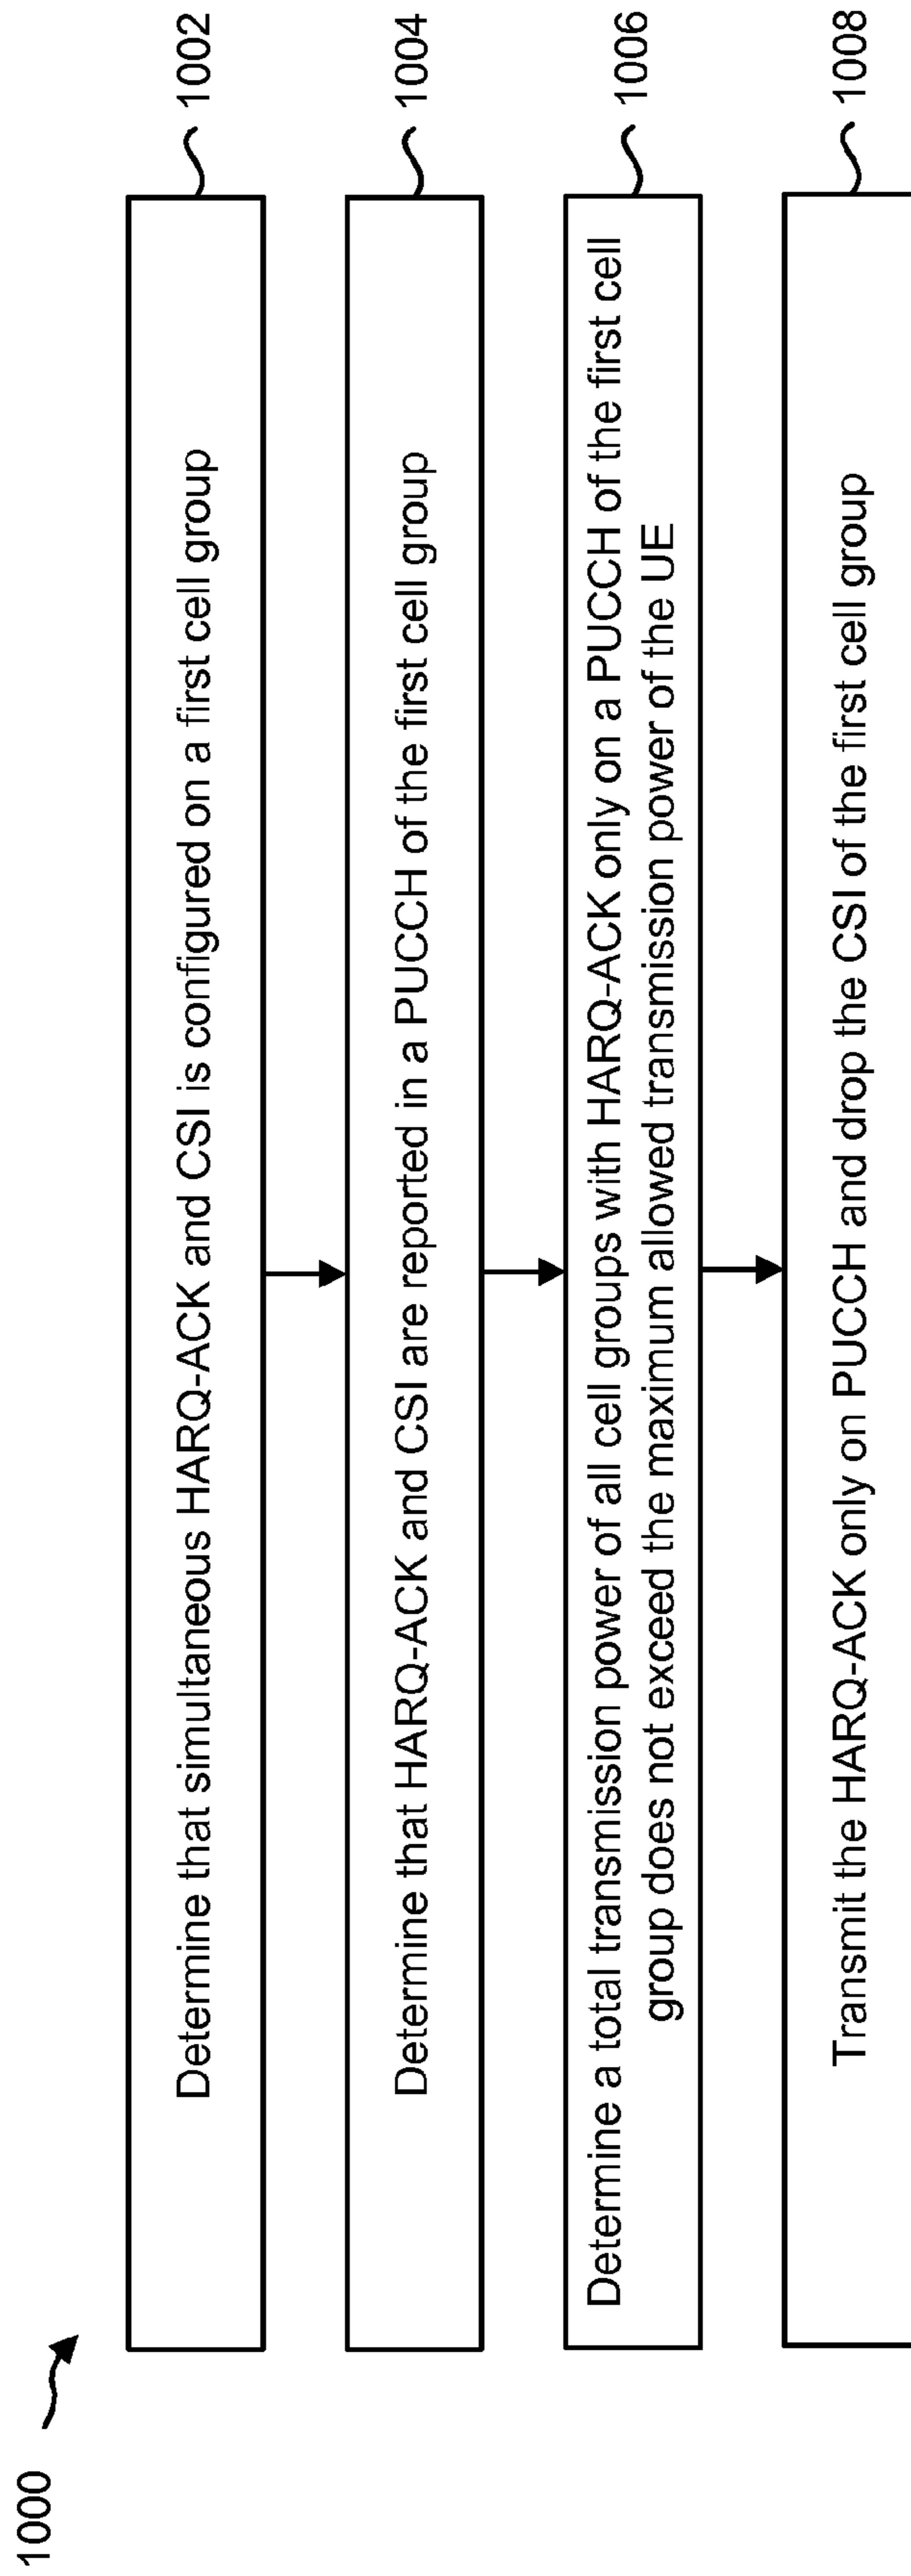 1000
Determine that simultaneous HARQ-ACK and CSI is configured on a first cell group
1002
Determine that HARQ-ACK and CSI are reported in a PUCCH of the first cell group
1004
Determine a total transmission power of all cell groups with HARQ-ACK only on a PUCCH of the first cell
group does not exceed the maximum allowed transmission power of the UE
1006
Transmit the HARQ-ACK only on PUCCH and drop the CSI of the first cell group
1008